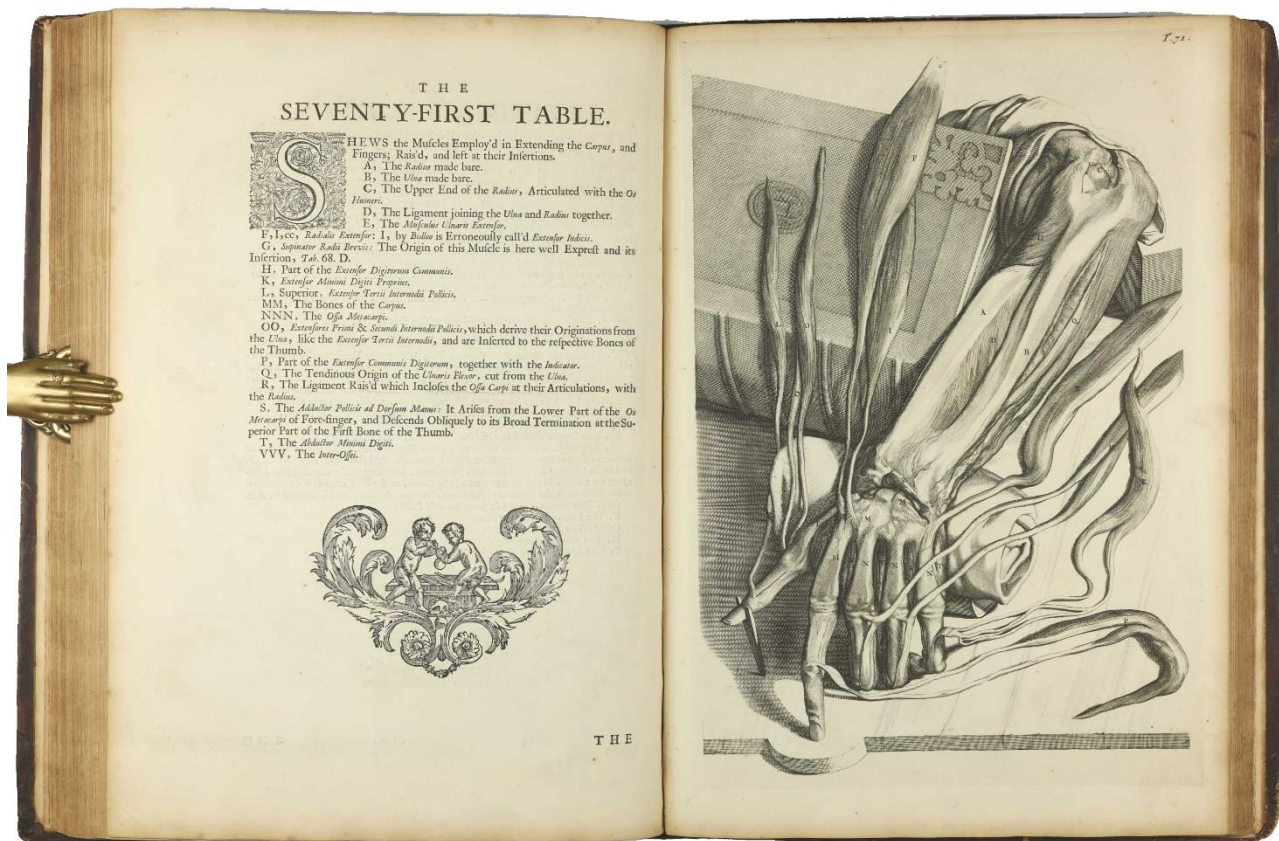 THE
SEVENTY-FIRST TABLE.
SHEWS the Muſcles Employ'd in Extending the Carpus, and
Fingers; Rais'd, and left at their Inſertions.
A, The Radius made bare.
B, The Ulna made bare.
C, The Upper End of the Radius, Articulated with the Os
Humeri.
D, The Ligament joining the Ulna and Radius together.
E, The Musculus Ulnaris Extenſor.
F, I, cc, Radialis Extenſor: I, by Bidloo is Erroneouſly call'd Extenſor Indicis.
G, Supinator Radii Brevis: The Origin of this Muſcle is here well Expreſt and its
Inſertion, Tab. 68. D.
H, Part of the Extenſor Digitorum Communis.
K, Extenſor Minimi Digiti Proprius.
L, Superior, Extenſor Tertii Internodii Pollicis.
MM, The Bones of the Carpus.
NNN, The Oſſa Metacarpi.
OO, Extenſores Primi & Secundi Internodii Pollicis, which derive their Originations from
the Ulna, like the Extenſor Tertii Internodii, and are Inſerted to the reſpective Bones of
the Thumb.
P, Part of the Extenſor Communis Digitorum, together with the Indicator.
Q, The Tendinous Origin of the Ulnaris Flexor, cut from the Ulna.
R, The Ligament Rais'd which Incloſes the Oſſa Carpi at their Articulations, with
the Radius.
S, The Adductor Pollicis ad Dorſum Manus: It Ariſes from the Lower Part of the Os
Metacarpi of Fore-finger, and Deſcends Obliquely to its Broad Termination at the Su-
perior Part of the Firſt Bone of the Thumb.
T, The Abductor Minimi Digiti.
VVV, The Inter-Oſſei.
THE
T. 71.
C
F
G
A
Q
L
O
I
D
B
M
M
N
N